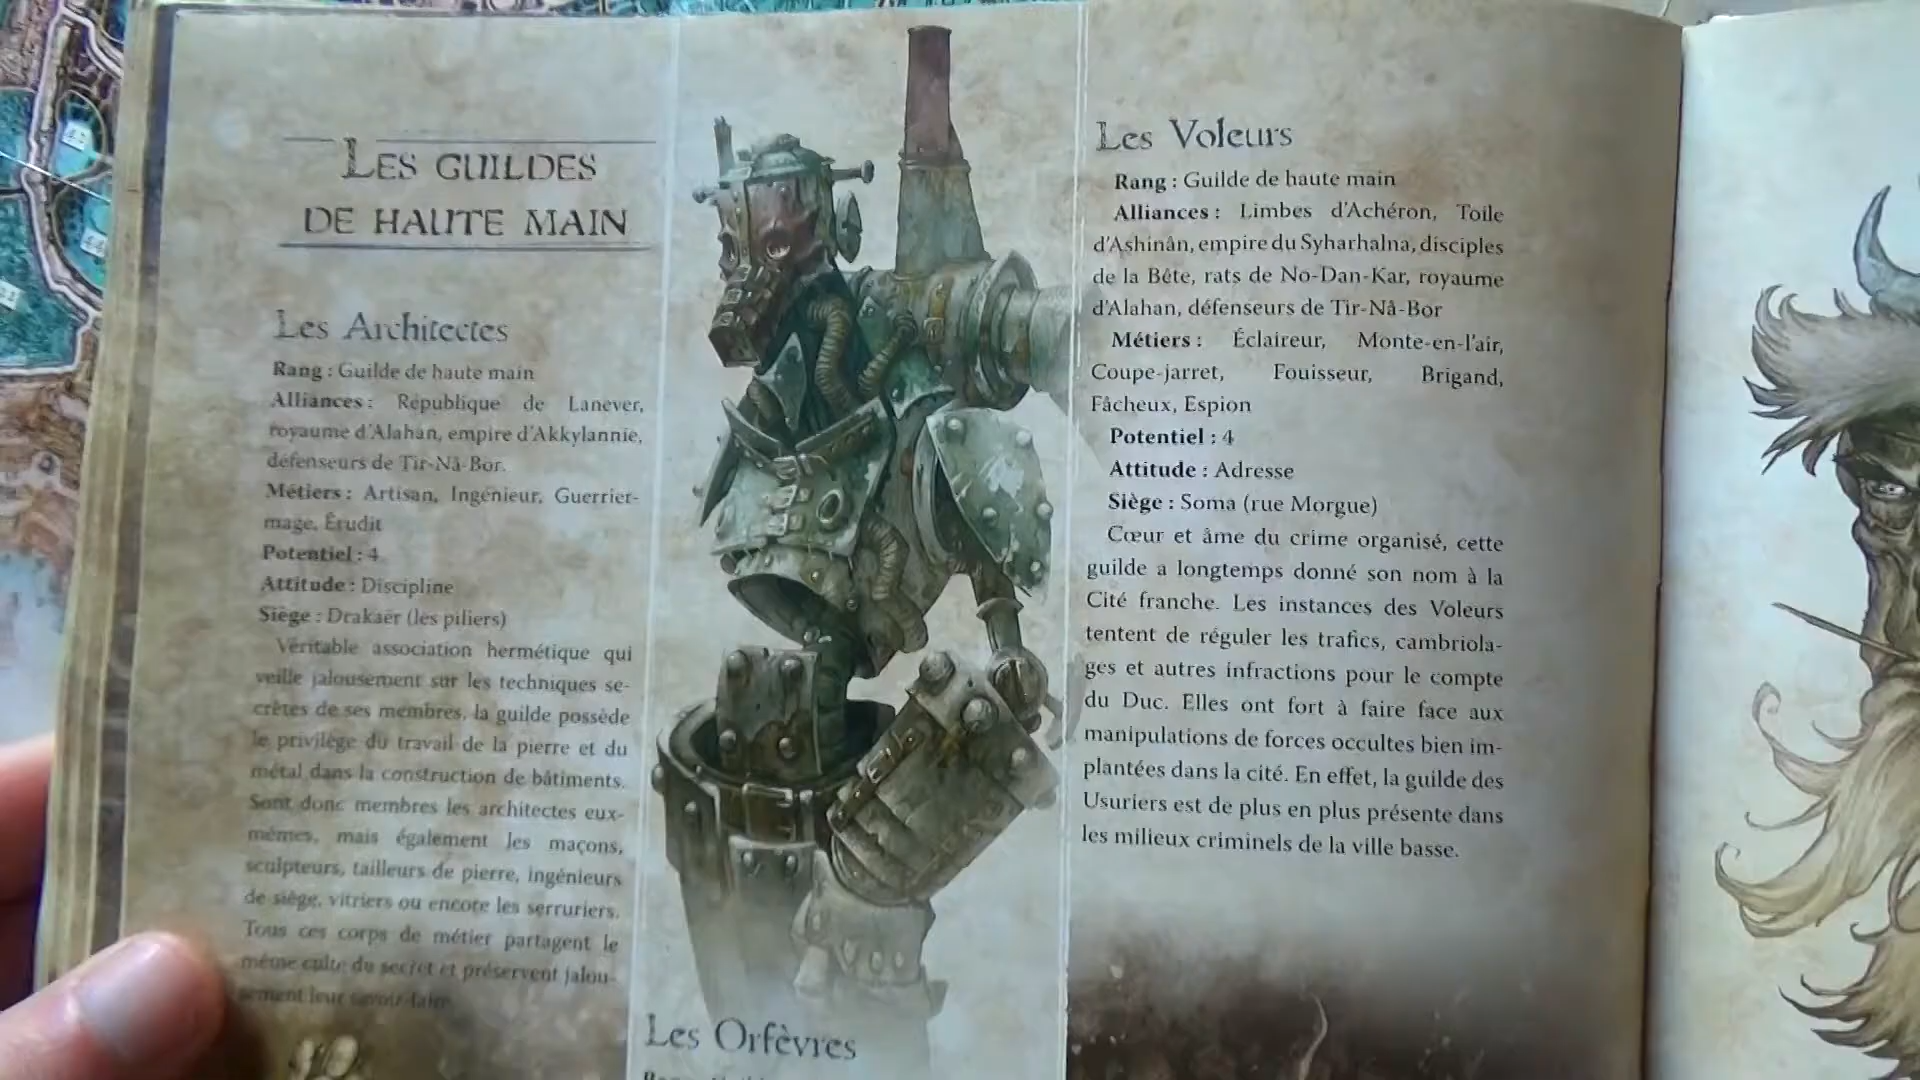 LES GUILDES
DE HAUTE MAIN
Les Architectes
Rang : Guilde de haute main
Alliances : République de Lanever,
royaume d'Alahan, empire d'Akkylannie,
défenseurs de Tir-Nâ-Bor.
Métiers : Artisan, Ingénieur, Guerrier-
mage, Érudit
Potentiel : 4
Attitude : Discipline
Siège : Drakaër (les piliers)
Véritable association hermétique qui
veille jalousement sur les techniques se-
crètes de ses membres, la guilde possède
le privilège du travail de la pierre et du
métal dans la construction de bâtiments.
Sont donc membres les architectes eux-
mêmes, mais également les maçons,
sculpteurs, tailleurs de pierre, ingénieurs
de siège, vitriers ou encore les serruriers.
Tous ces corps de métier partagent le
même culte du secret et préservent jalou-
sement leur savoir-faire.
Les Orfèvres
Les Voleurs
Rang : Guilde de haute main
Alliances : Limbes d'Achéron, Toile
d'Ashinân, empire du Syharhalna, disciples
de la Bête, rats de No-Dan-Kar, royaume
d'Alahan, défenseurs de Tir-Nâ-Bor
Métiers : Éclaireur, Monte-en-l'air,
Coupe-jarret, Fouisseur, Brigand,
Fâcheux, Espion
Potentiel : 4
Attitude : Adresse
Siège : Soma (rue Morgue)
Cœur et âme du crime organisé, cette
guilde a longtemps donné son nom à la
Cité franche. Les instances des Voleurs
tentent de réguler les trafics, cambriola-
ges et autres infractions pour le compte
du Duc. Elles ont fort à faire face aux
manipulations de forces occultes bien im-
plantées dans la cité. En effet, la guilde des
Usuriers est de plus en plus présente dans
les milieux criminels de la ville basse.